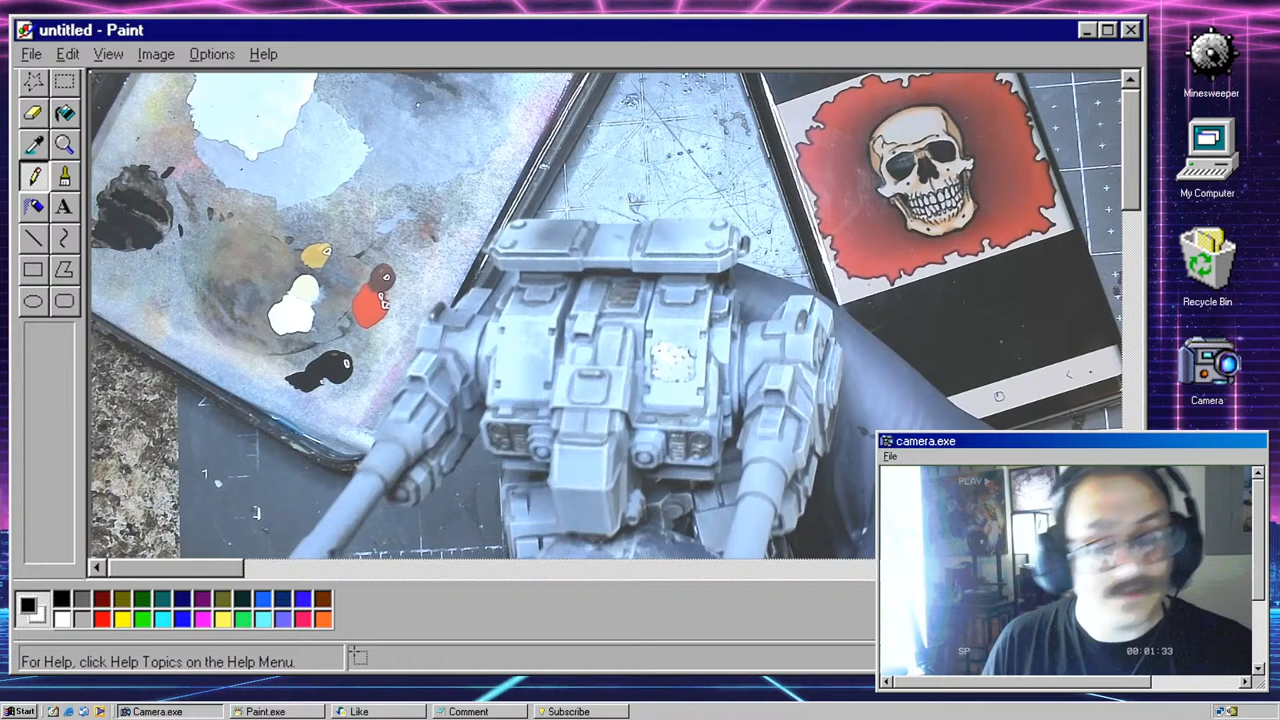 untitled - Paint
File Edit View Image Options Help
Minesweeper
My Computer
Recycle Bin
Camera
camera.exe
File
PLAY
SP 00:01:33
For Help, click Help Topics on the Help Menu.
Start Camera.exe Paint.exe Like Comment Subscribe